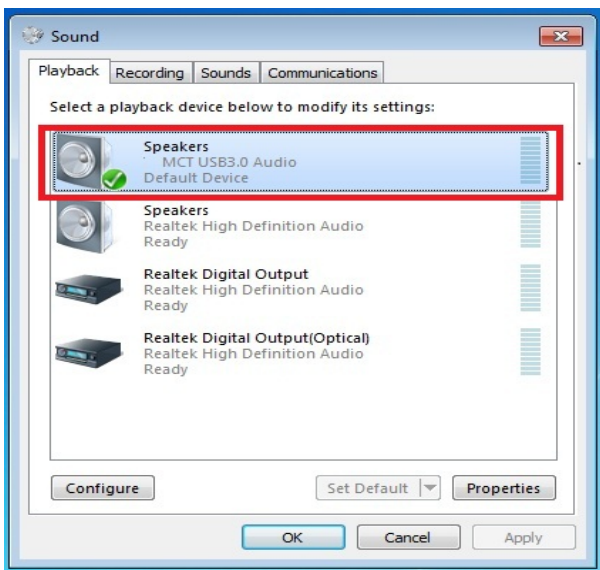 Sound
Playback Recording Sounds Communications
Select a playback device below to modify its settings:
Speakers
MCT USB3.0 Audio
Default Device
Speakers
Realtek High Definition Audio
Ready
Realtek Digital Output
Realtek High Definition Audio
Ready
Realtek Digital Output(Optical)
Realtek High Definition Audio
Ready
Configure Set Default Properties
OK Cancel Apply